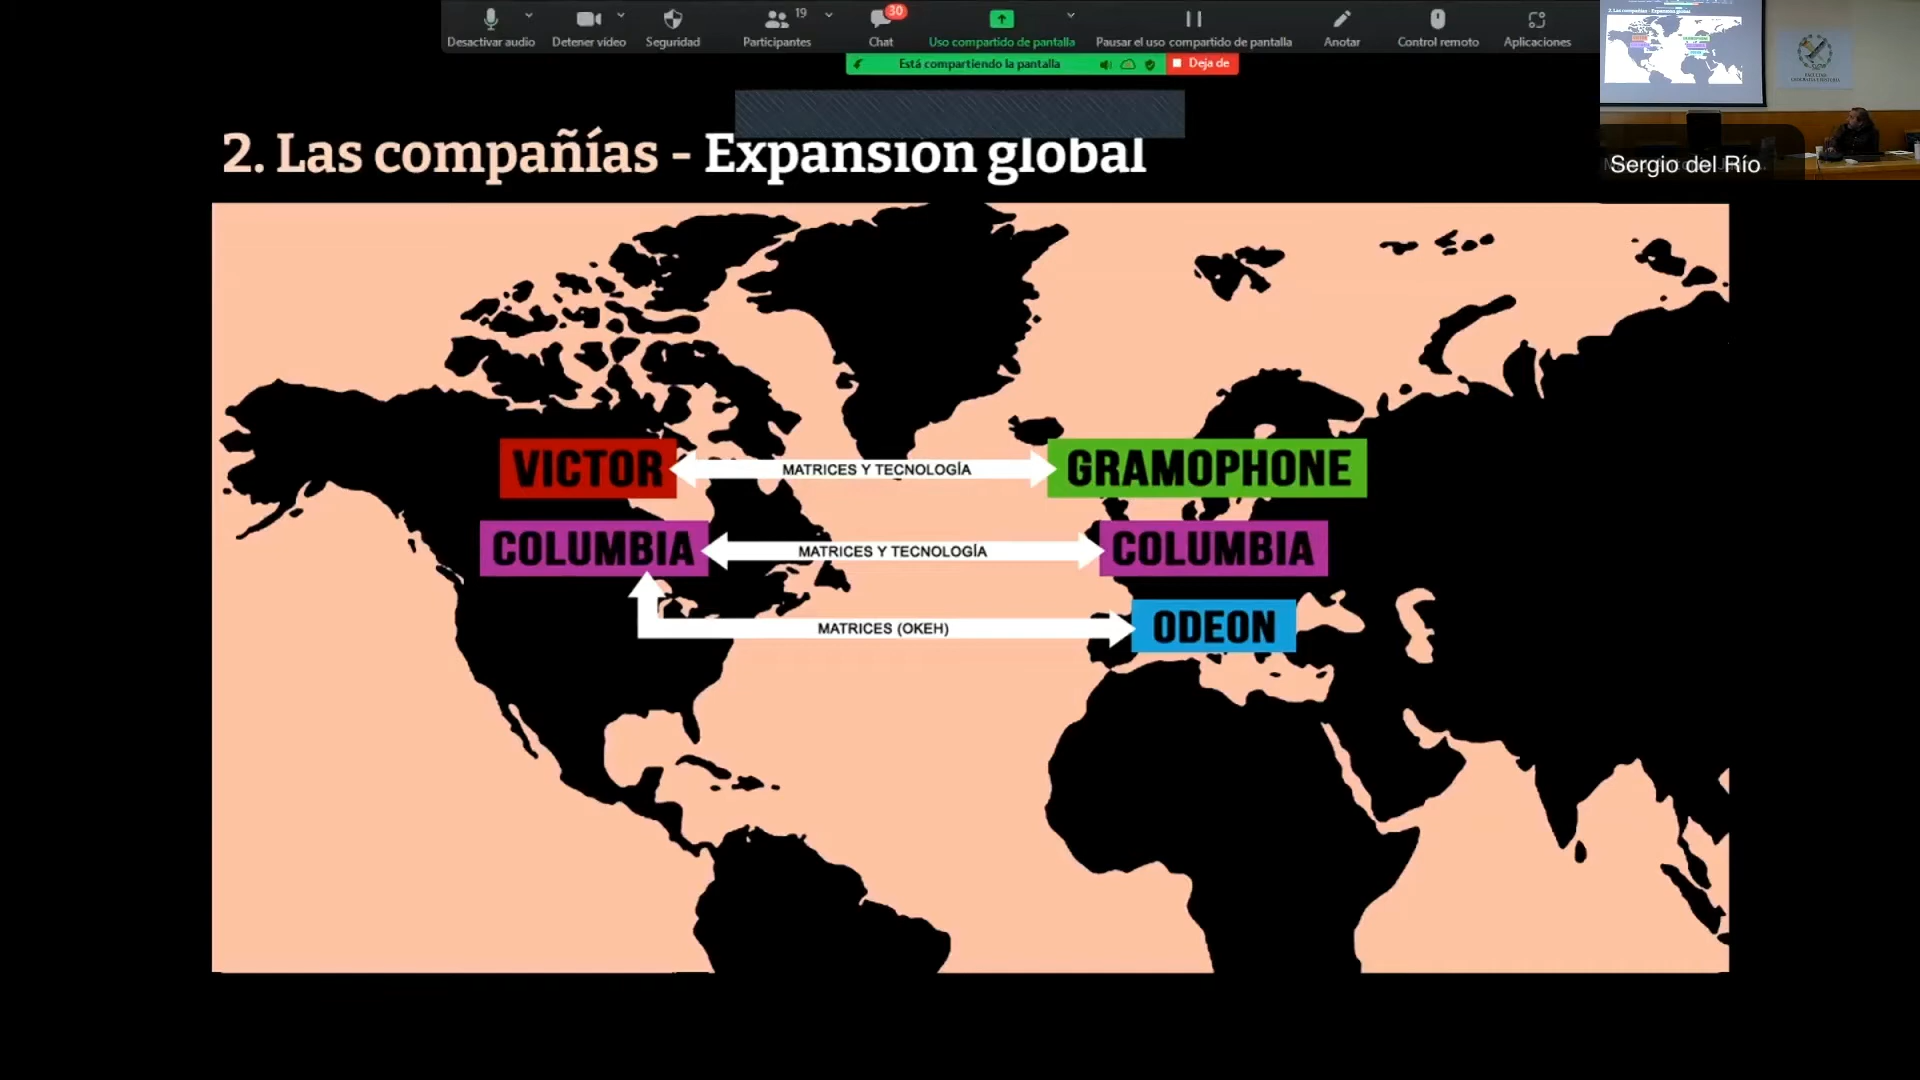 Desactivar audio
Detener vídeo
Seguridad
Participantes
19
Chat
30
Uso compartido de pantalla
Pausar el uso compartido de pantalla
Anotar
Control remoto
Aplicaciones
Está compartiendo la pantalla
Deja de
2. Las compañías - Expansión global
Sergio del Río
VICTOR
MATRICES Y TECNOLOGÍA
GRAMOPHONE
COLUMBIA
MATRICES Y TECNOLOGÍA
COLUMBIA
MATRICES (OKEH)
ODEON